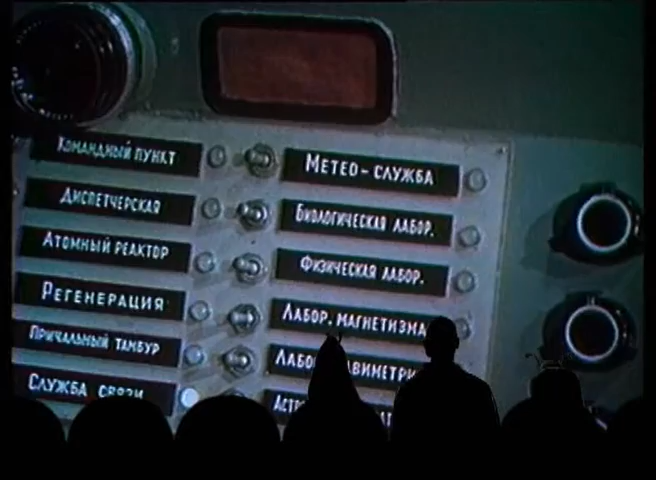 Командный пункт
Диспетчерская
Атомный реактор
Регенерация
Причальный тамбур
Служба связи
Метео-служба
Биологическая лабор.
Физическая лабор.
Лабор. магнетизма